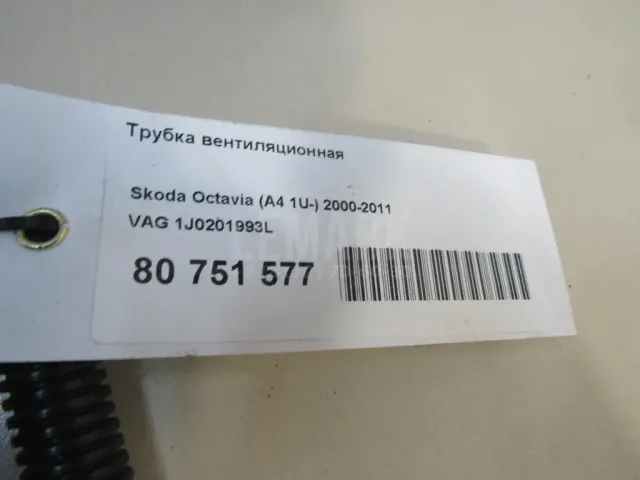 Трубка вентиляционная
Skoda Octavia (A4 1U-) 2000-2011
VAG 1J0201993L
80 751 577